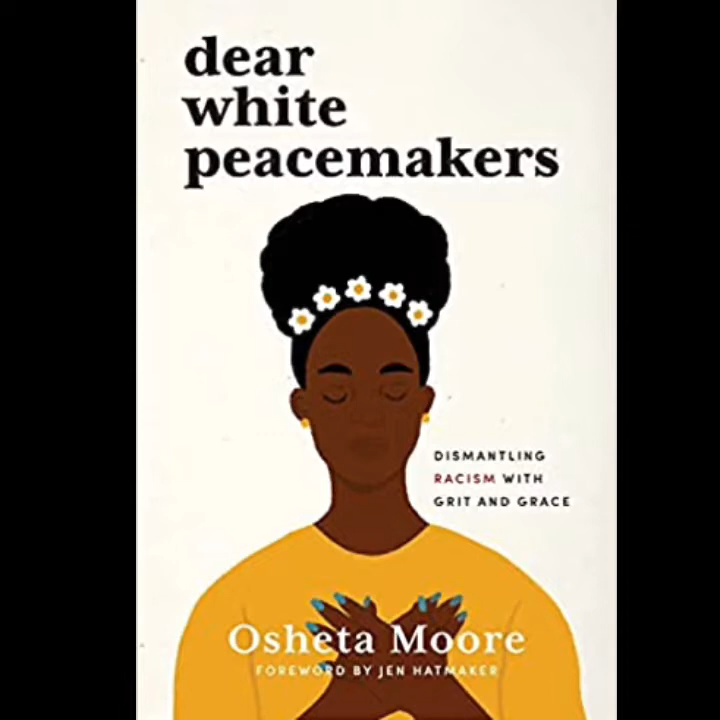 dear
white
peacemakers
DISMANTLING
RACISM WITH
GRIT AND GRACE
Osheta Moore
FOREWORD BY JEN HATMAKER